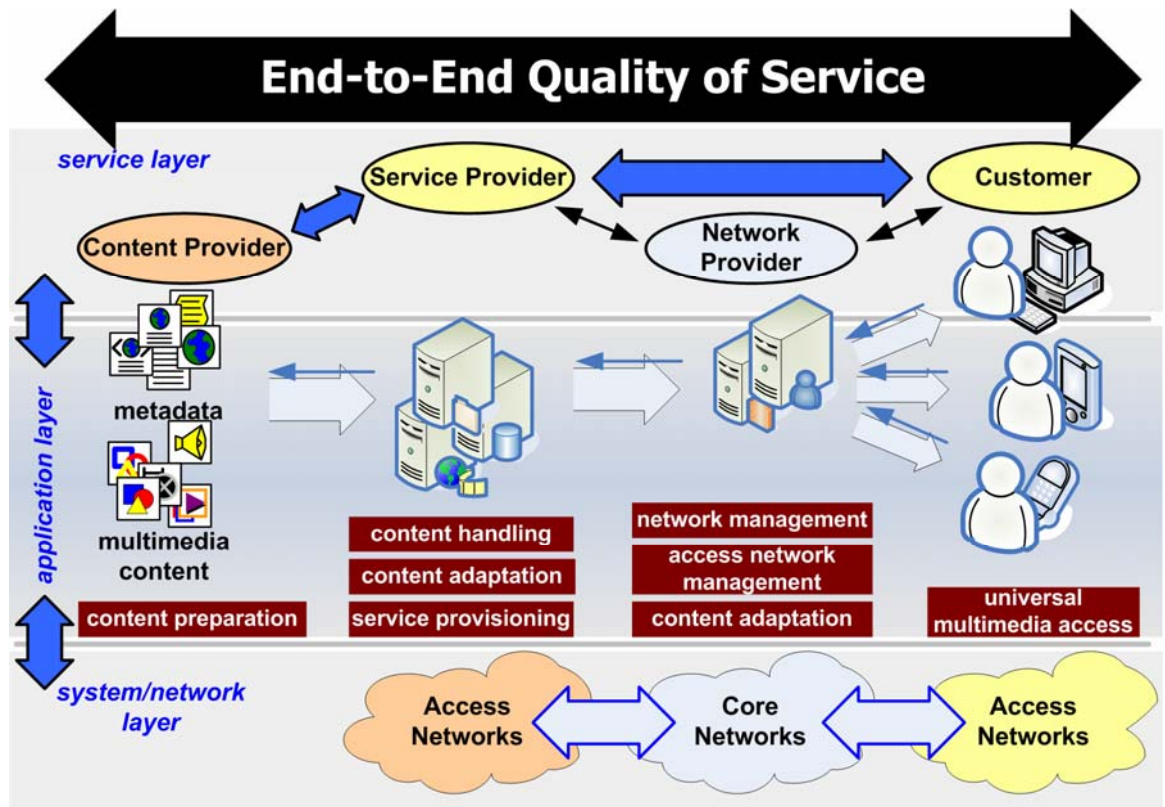 End-to-End Quality of Service
service layer
Service Provider
Customer
Content Provider
Network
Provider
application layer
metadata
multimedia
content
content preparation
content handling
content adaptation
service provisioning
network management
access network
management
content adaptation
universal
multimedia access
system/network
layer
Access
Networks
Core
Networks
Access
Networks